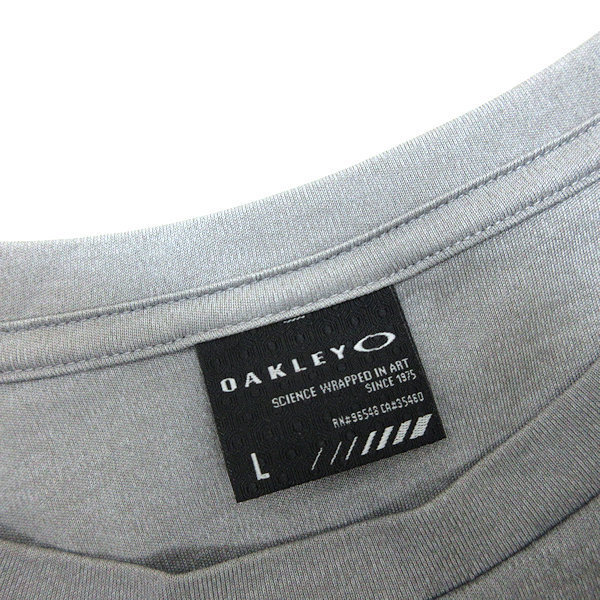 OAKLEY
SCIENCE WRAPPED IN ART
SINCE 1975
RN#96548 CA#35460
L